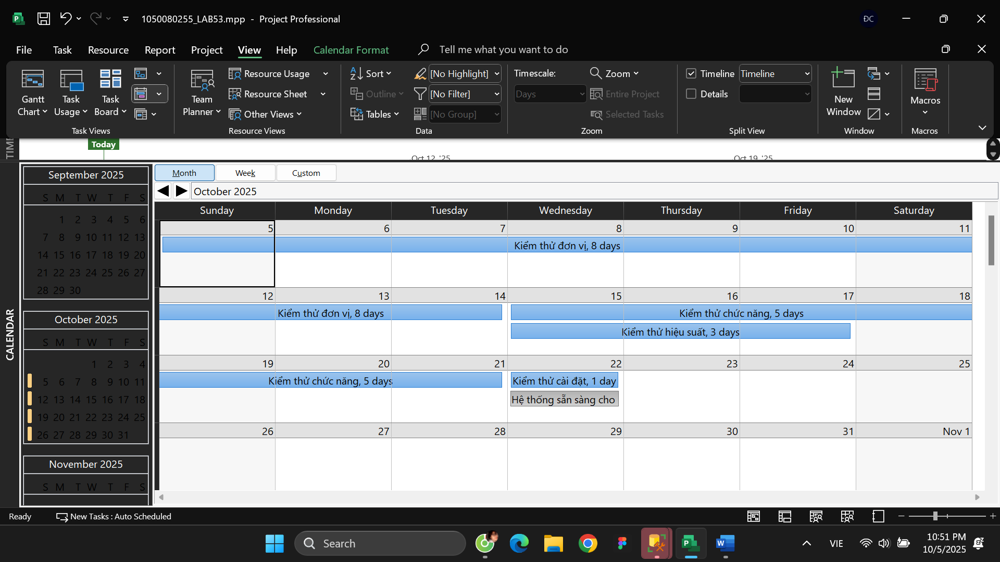 1050080255_LAB53.mpp - Project Professional
ĐC
File Task Resource Report Project View Help Calendar Format Tell me what you want to do
Gantt Chart
Task Usage
Task Board
Task Views
Team Planner
Resource Usage
Resource Sheet
Other Views
Resource Views
Sort
Outline
Tables
[No Highlight]
[No Filter]
[No Group]
Data
Timescale:
Days
Zoom
Entire Project
Selected Tasks
Zoom
Timeline Timeline
Details
Split View
New Window
Window
Macros
Macros
Today
Oct 12, '25 Oct 19, '25
CALENDAR
September 2025
S M T W T F S
1 2 3 4 5 6
7 8 9 10 11 12 13
14 15 16 17 18 19 20
21 22 23 24 25 26 27
28 29 30
October 2025
S M T W T F S
1 2 3 4
5 6 7 8 9 10 11
12 13 14 15 16 17 18
19 20 21 22 23 24 25
26 27 28 29 30 31
November 2025
S M T W T F S
Month Week Custom
October 2025
Sunday Monday Tuesday Wednesday Thursday Friday Saturday
5 6 7 8 9 10 11
Kiểm thử đơn vị, 8 days
12 13 14 15 16 17 18
Kiểm thử đơn vị, 8 days Kiểm thử chức năng, 5 days
Kiểm thử hiệu suất, 3 days
19 20 21 22 23 24 25
Kiểm thử chức năng, 5 days Kiểm thử cài đặt, 1 day
Hệ thống sẵn sàng cho
26 27 28 29 30 31 Nov 1
Ready New Tasks : Auto Scheduled
Search
VIE
10:51 PM
10/5/2025